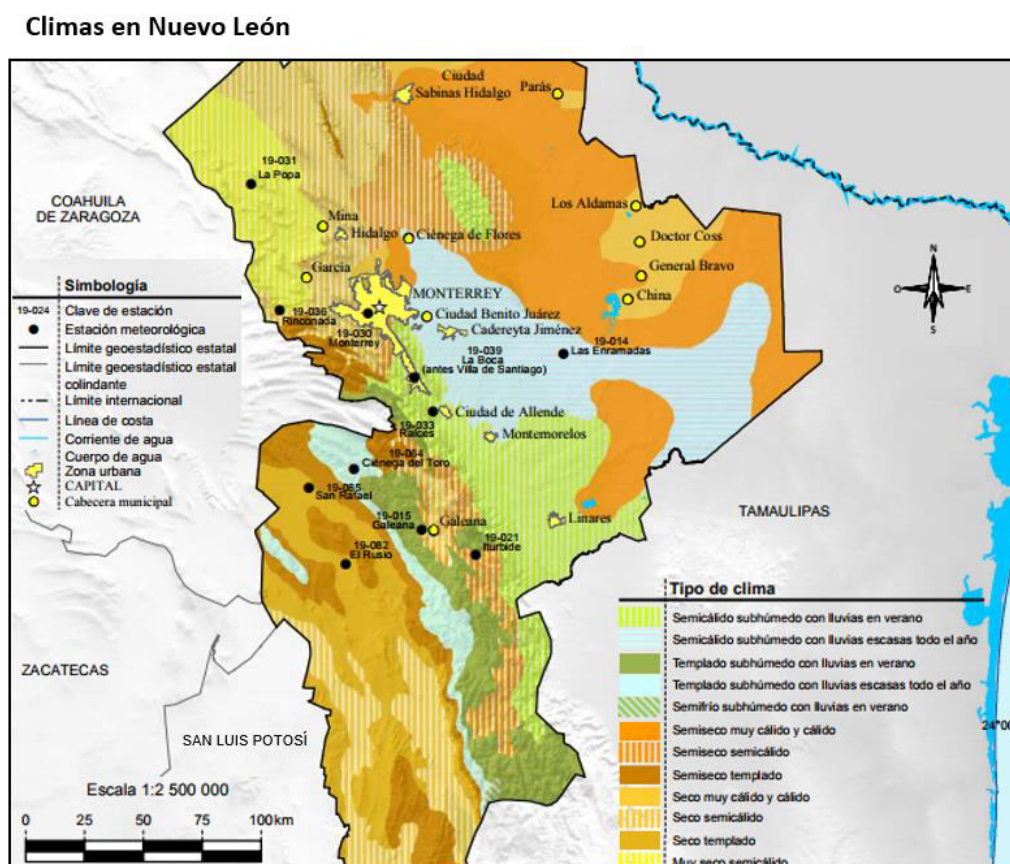 Climas en Nuevo León
Ciudad
Sabinas Hidalgo
Parás
19-031
La Popa
COAHUILA
DE ZARAGOZA
Los Aldamas
Mina
Hidalgo
Ciénega de Flores
Doctor Coss
García
General Bravo
MONTERREY
China
Simbología
19-024 Clave de estación
Estación meteorológica
Límite geoestadístico estatal
Límite geoestadístico estatal
colindante
Límite internacional
Línea de costa
Corriente de agua
Cuerpo de agua
Zona urbana
CAPITAL
Cabecera municipal
19-036
Rinconada
19-030
Monterrey
Ciudad Benito Juárez
Cadereyta Jiménez
19-039
La Boca
(antes Villa de Santiago)
19-014
Las Enramadas
N
O
E
S
Ciudad de Allende
19-033
Raíces
Montemorelos
19-064
Ciénega del Toro
19-065
San Rafael
19-015
Galeana
Galeana
Linares
TAMAULIPAS
19-021
Iturbide
19-082
El Rusio
ZACATECAS
SAN LUIS POTOSÍ
Tipo de clima
Semicálido subhúmedo con lluvias en verano
Semicálido subhúmedo con lluvias escasas todo el año
Templado subhúmedo con lluvias en verano
Templado subhúmedo con lluvias escasas todo el año
Semifrío subhúmedo con lluvias en verano
Semiseco muy cálido y cálido
Semiseco semicálido
Semiseco templado
Seco muy cálido y cálido
Seco semicálido
Seco templado
Muy seco semicálido
Escala 1:2 500 000
0 25 50 75 100 km